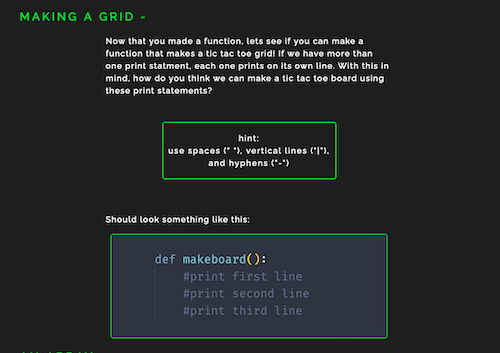 MAKING A GRID -
Now that you made a function, lets see if you can make a
function that makes a tic tac toe grid! If we have more than
one print statment, each one prints on its own line. With this in
mind, how do you think we can make a tic tac toe board using
these print statements?
hint:
use spaces (" "), vertical lines ("|"),
and hyphens ("-")
Should look something like this:
def makeboard():
#print first line
#print second line
#print third line